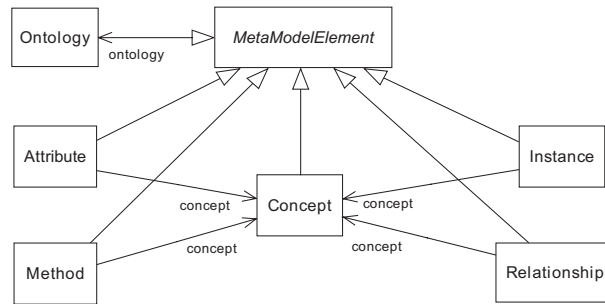 Ontology
MetaModelElement
ontology
Attribute
Instance
concept
Concept
concept
concept
concept
Method
Relationship